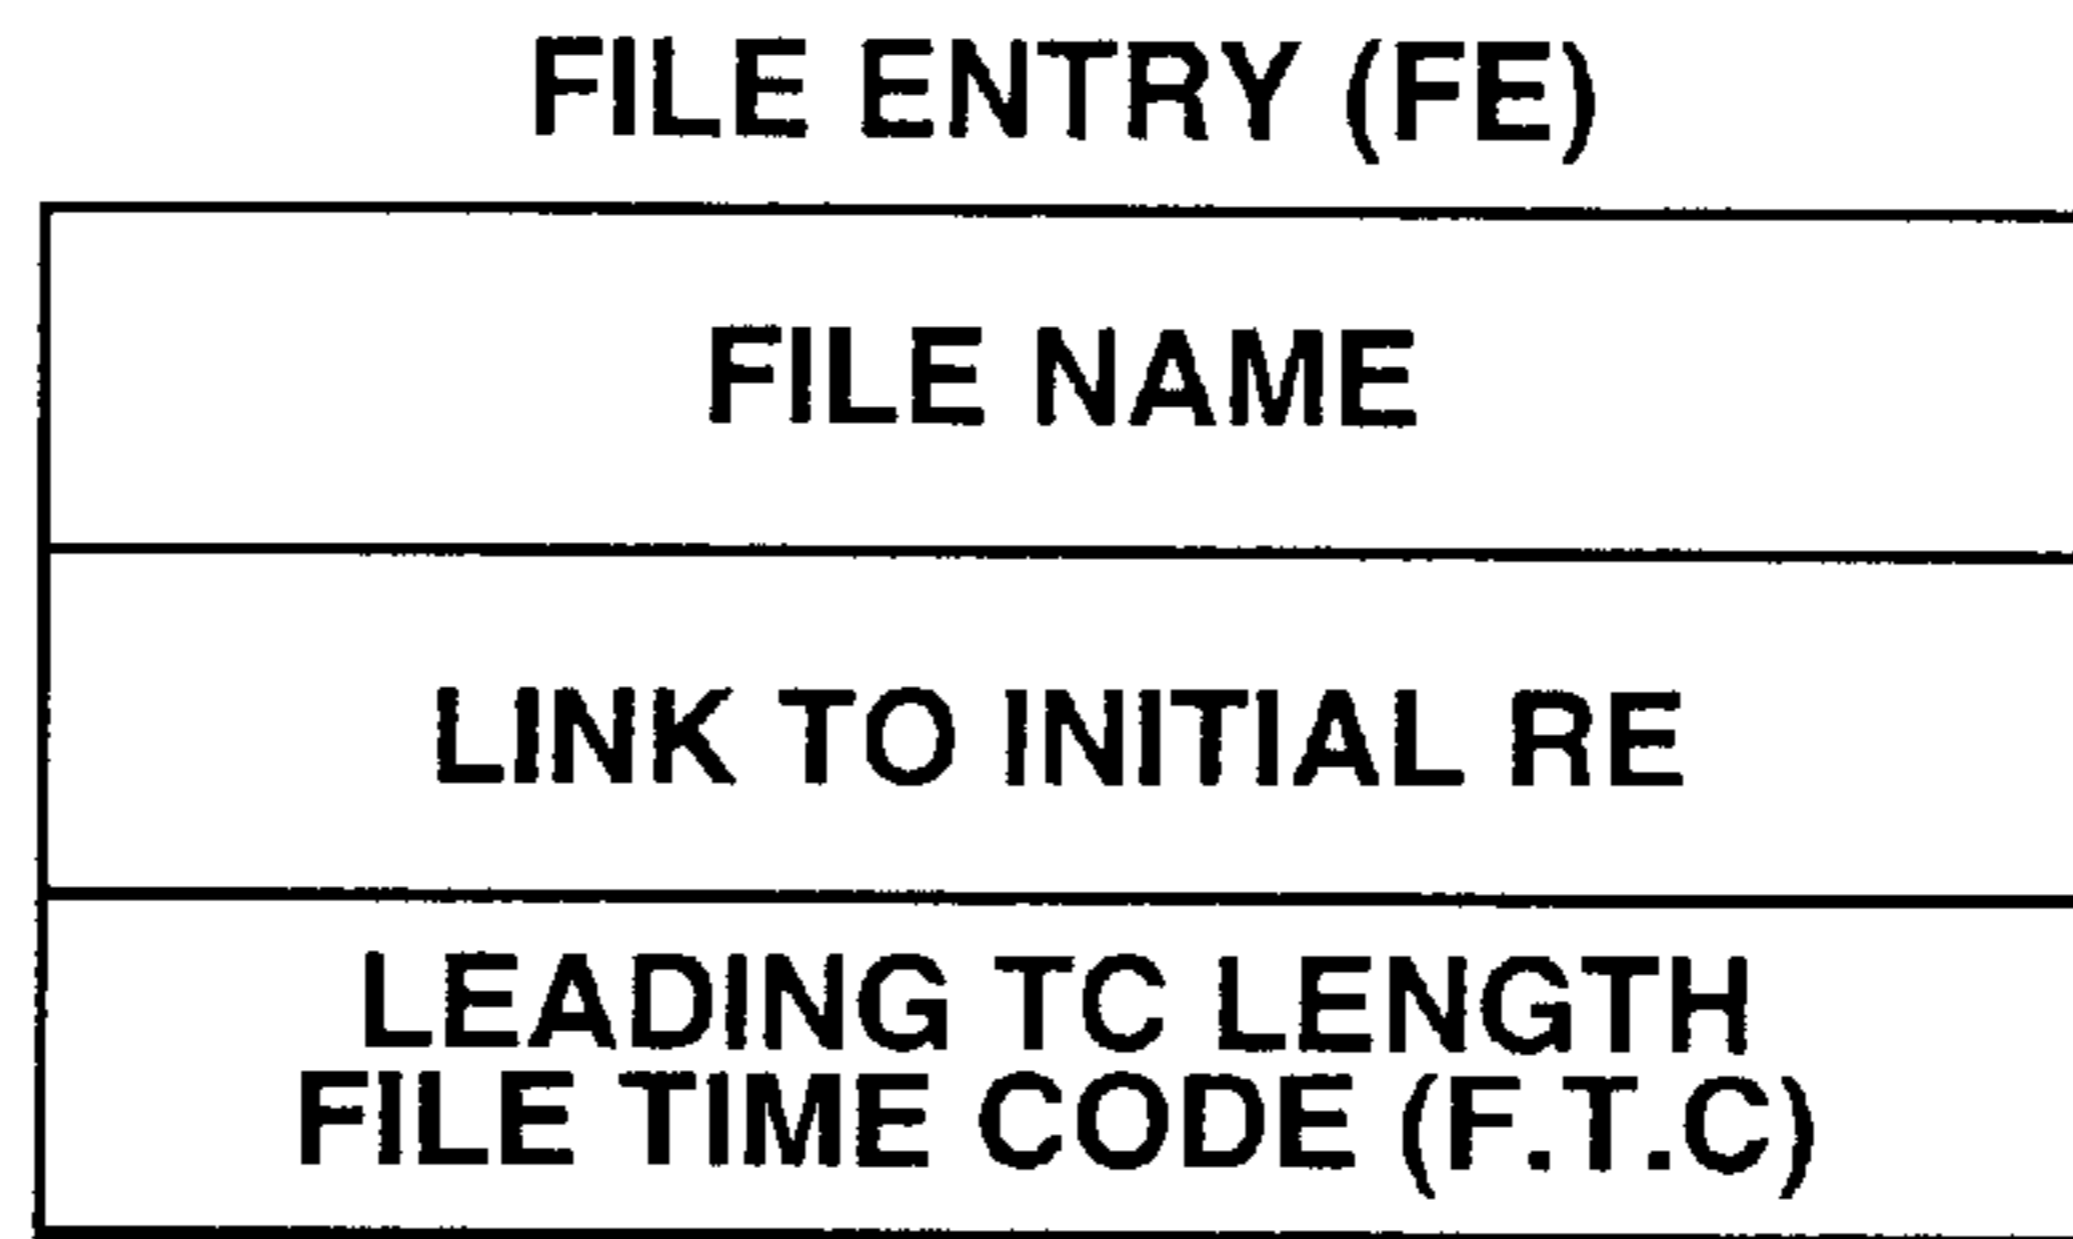 FILE ENTRY (FE)
FILE NAME
LINK TO INITIAL RE
LEADING TC LENGTH
FILE TIME CODE (F.T.C)